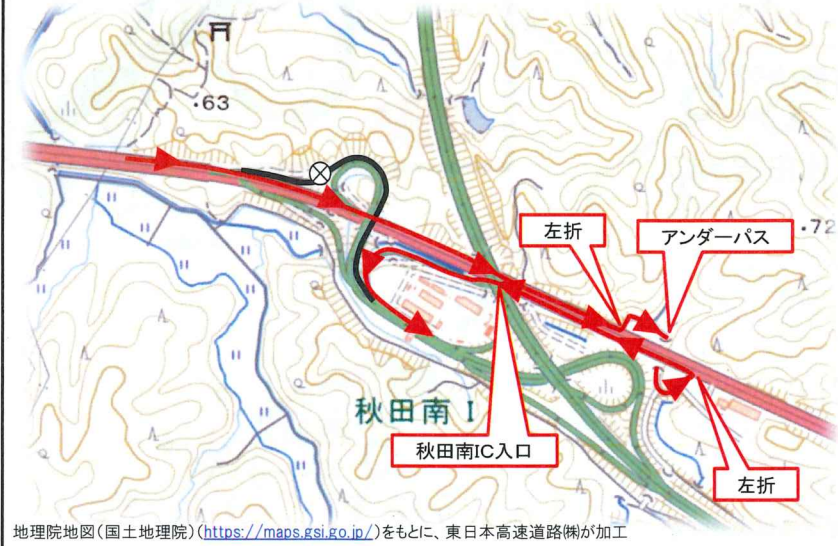 50
63
左折
アンダーパス
72
秋田南 I
秋田南IC入口
左折
地理院地図(国土地理院)(https://maps.gsi.go.jp/)をもとに、東日本高速道路㈱が加工